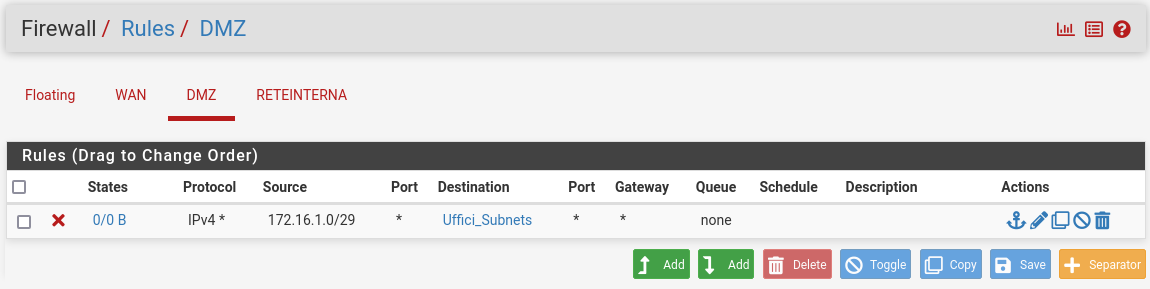 Firewall / Rules / DMZ
Floating WAN DMZ RETEINTERNA
Rules (Drag to Change Order)
States Protocol Source Port Destination Port Gateway Queue Schedule Description Actions
0/0 B IPv4 * 172.16.1.0/29 * Uffici_Subnets * * none
Add Add Delete Toggle Copy Save Separator